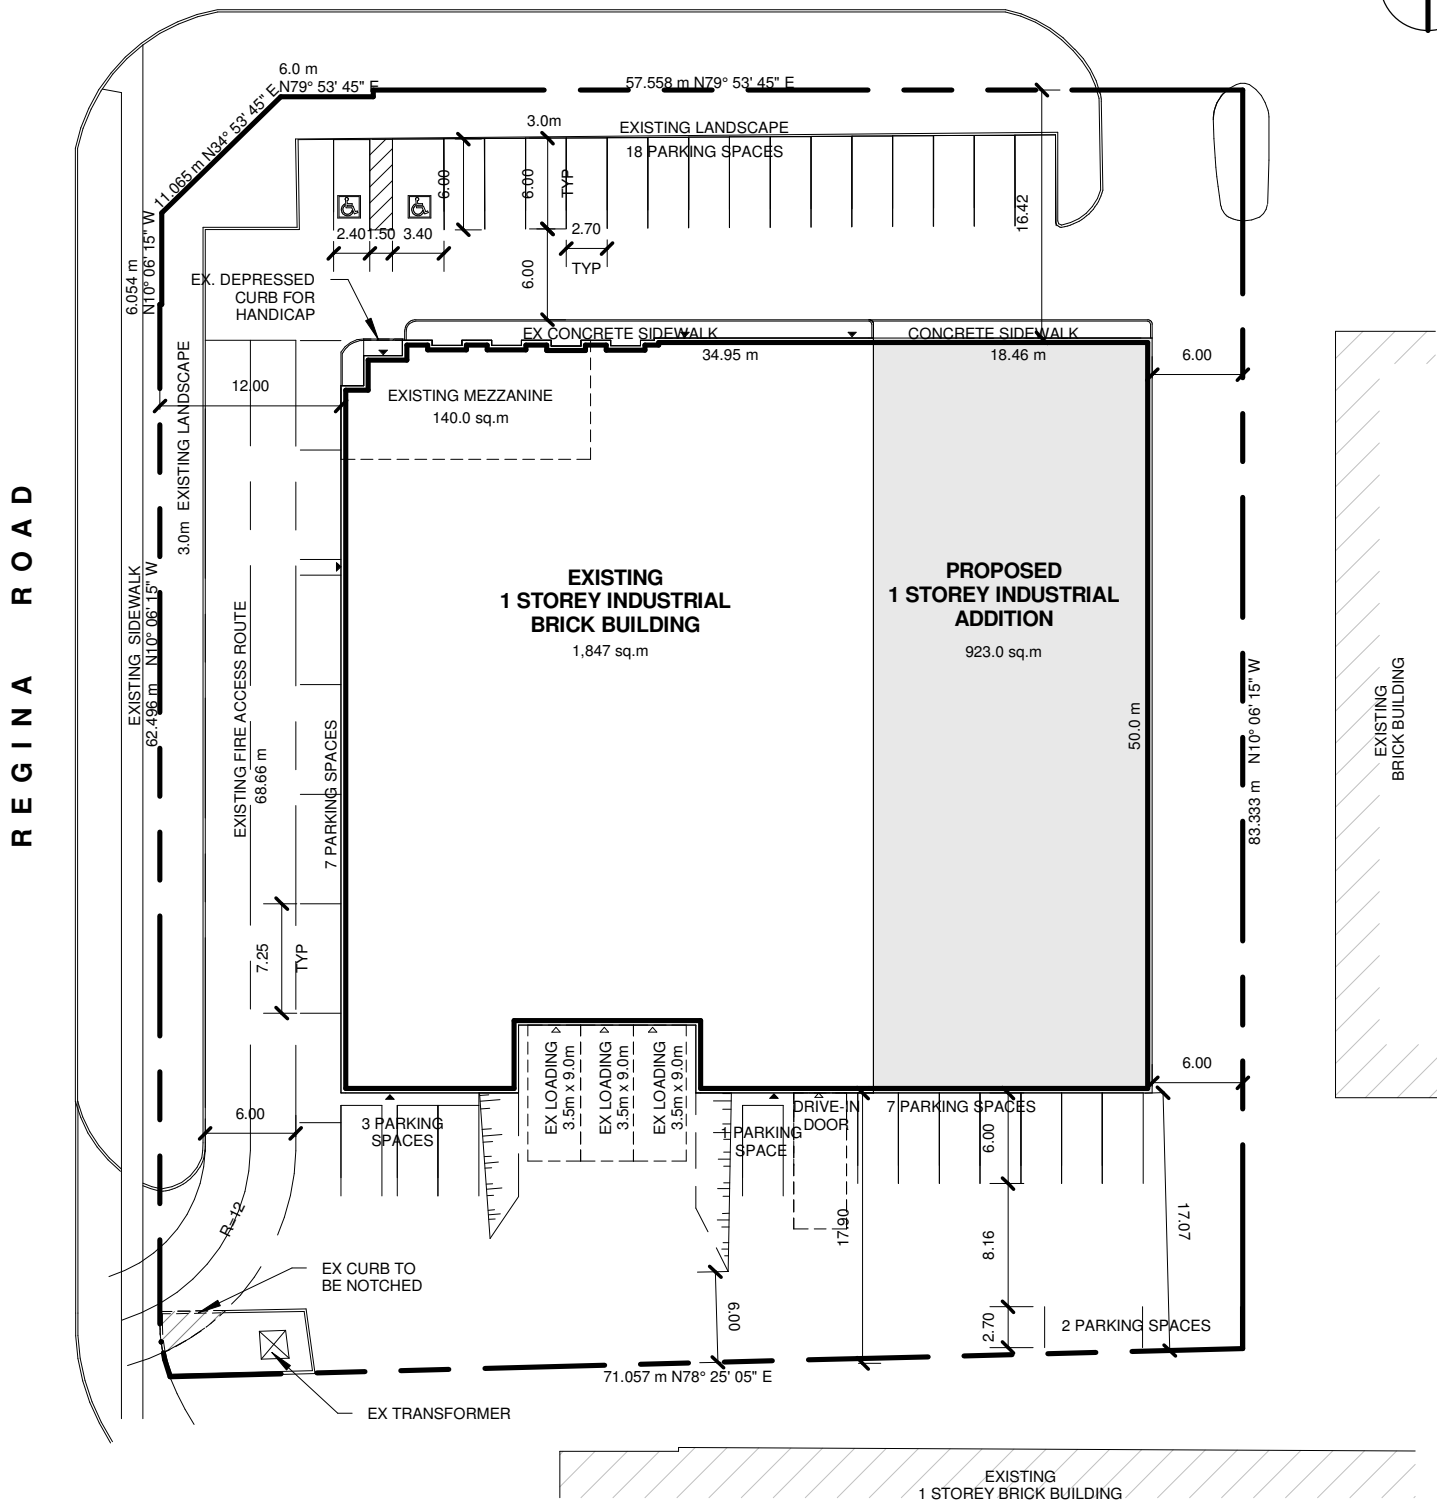 6.0 m
N79° 53' 45" E
57.558 m N79° 53' 45" E
11.065 m N34° 53' 45" E
3.0m
EXISTING LANDSCAPE
18 PARKING SPACES
6.00
6.00
TYP
16.42
2.40
1.50
3.40
2.70
TYP
6.00
6.054 m
N10° 06' 15" W
EX. DEPRESSED
CURB FOR
HANDICAP
EX CONCRETE SIDEWALK
CONCRETE SIDEWALK
34.95 m
18.46 m
6.00
12.00
EXISTING MEZZANINE
140.0 sq.m
3.0m EXISTING LANDSCAPE
REGINA ROAD
EXISTING SIDEWALK
62.496 m N10° 06' 15" W
EXISTING FIRE ACCESS ROUTE
68.66 m
7 PARKING SPACES
EXISTING
1 STOREY INDUSTRIAL
BRICK BUILDING
1,847 sq.m
PROPOSED
1 STOREY INDUSTRIAL
ADDITION
923.0 sq.m
50.0 m
83.333 m N10° 06' 15" W
EXISTING
BRICK BUILDING
7.25
TYP
6.00
6.00
3 PARKING
SPACES
EX LOADING
3.5m x 9.0m
EX LOADING
3.5m x 9.0m
EX LOADING
3.5m x 9.0m
1 PARKING
SPACE
DRIVE-IN
DOOR
7 PARKING SPACES
6.00
17.90
8.16
17.07
R=12
EX CURB TO
BE NOTCHED
6.00
2.70
2 PARKING SPACES
71.057 m N78° 25' 05" E
EX TRANSFORMER
EXISTING
1 STOREY BRICK BUILDING